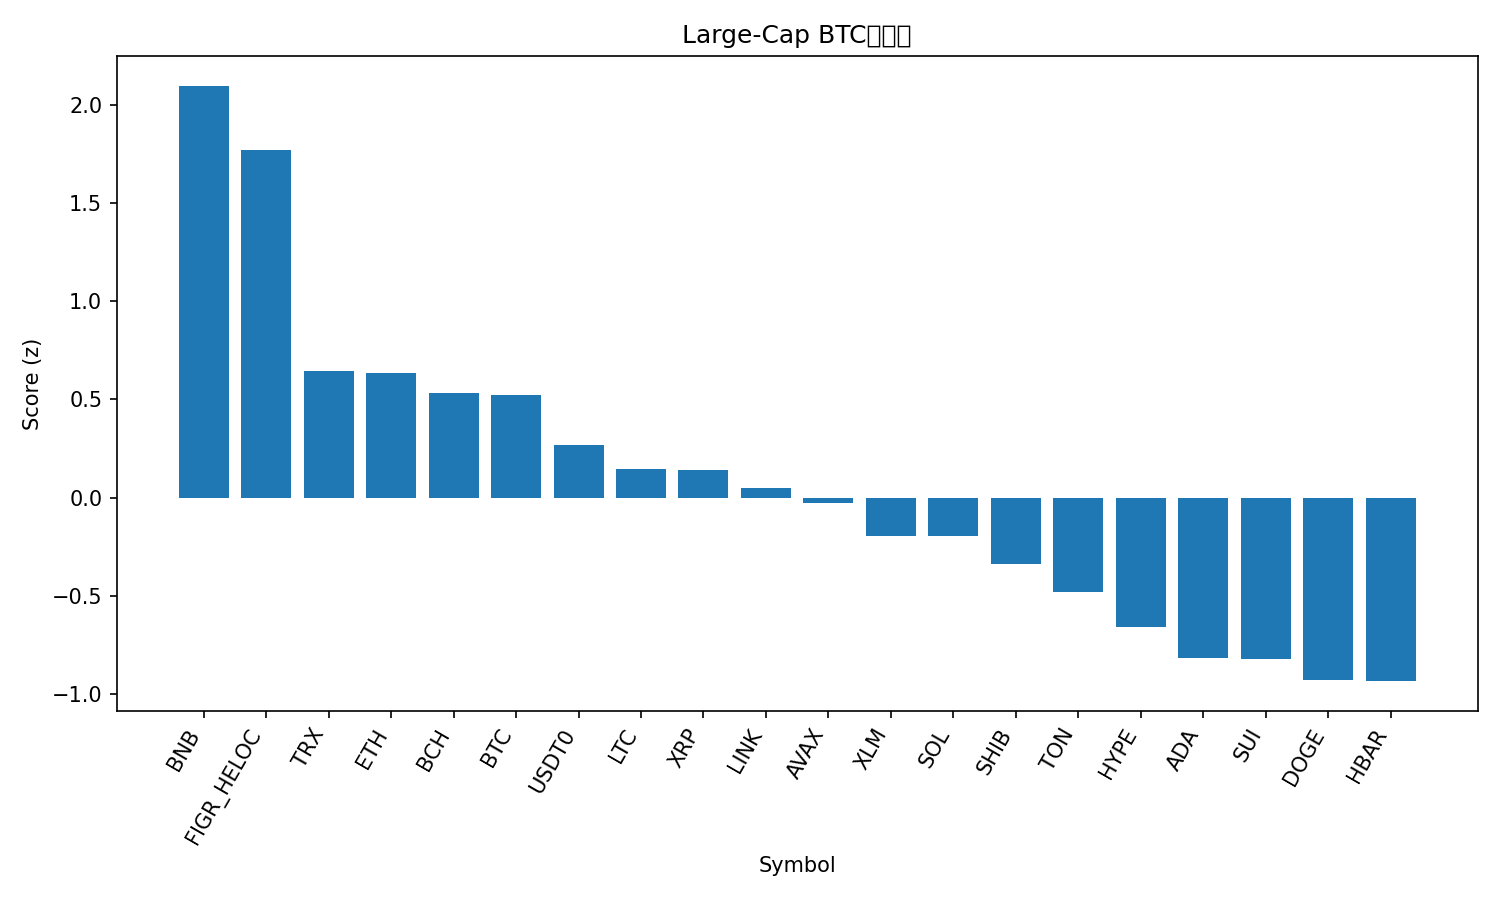 Large-Cap BTC
Score (z)
2.0
1.5
1.0
0.5
0.0
−0.5
−1.0
BNB
FIGR_HELOC
TRX
ETH
BCH
BTC
USDT0
LTC
XRP
LINK
AVAX
XLM
SOL
SHIB
TON
HYPE
ADA
SUI
DOGE
HBAR
Symbol